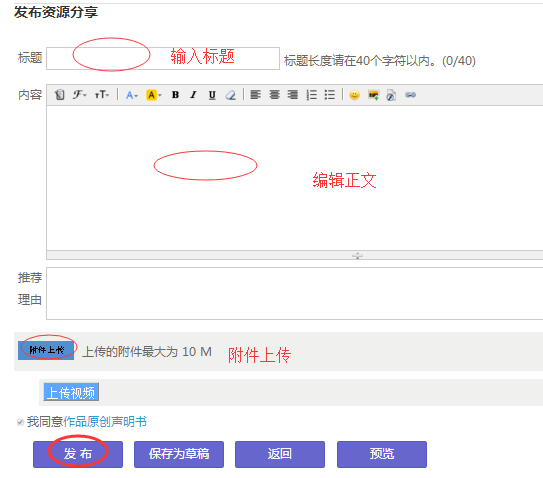 发布资源分享
标题 输入标题 标题长度请在40个字符以内。(0/40)
内容 ℱ тT A A B I U
编辑正文
推荐
理由
附件上传 上传的附件最大为 10 M 附件上传
上传视频
我同意作品原创声明书
发 布 保存为草稿 返回 预览